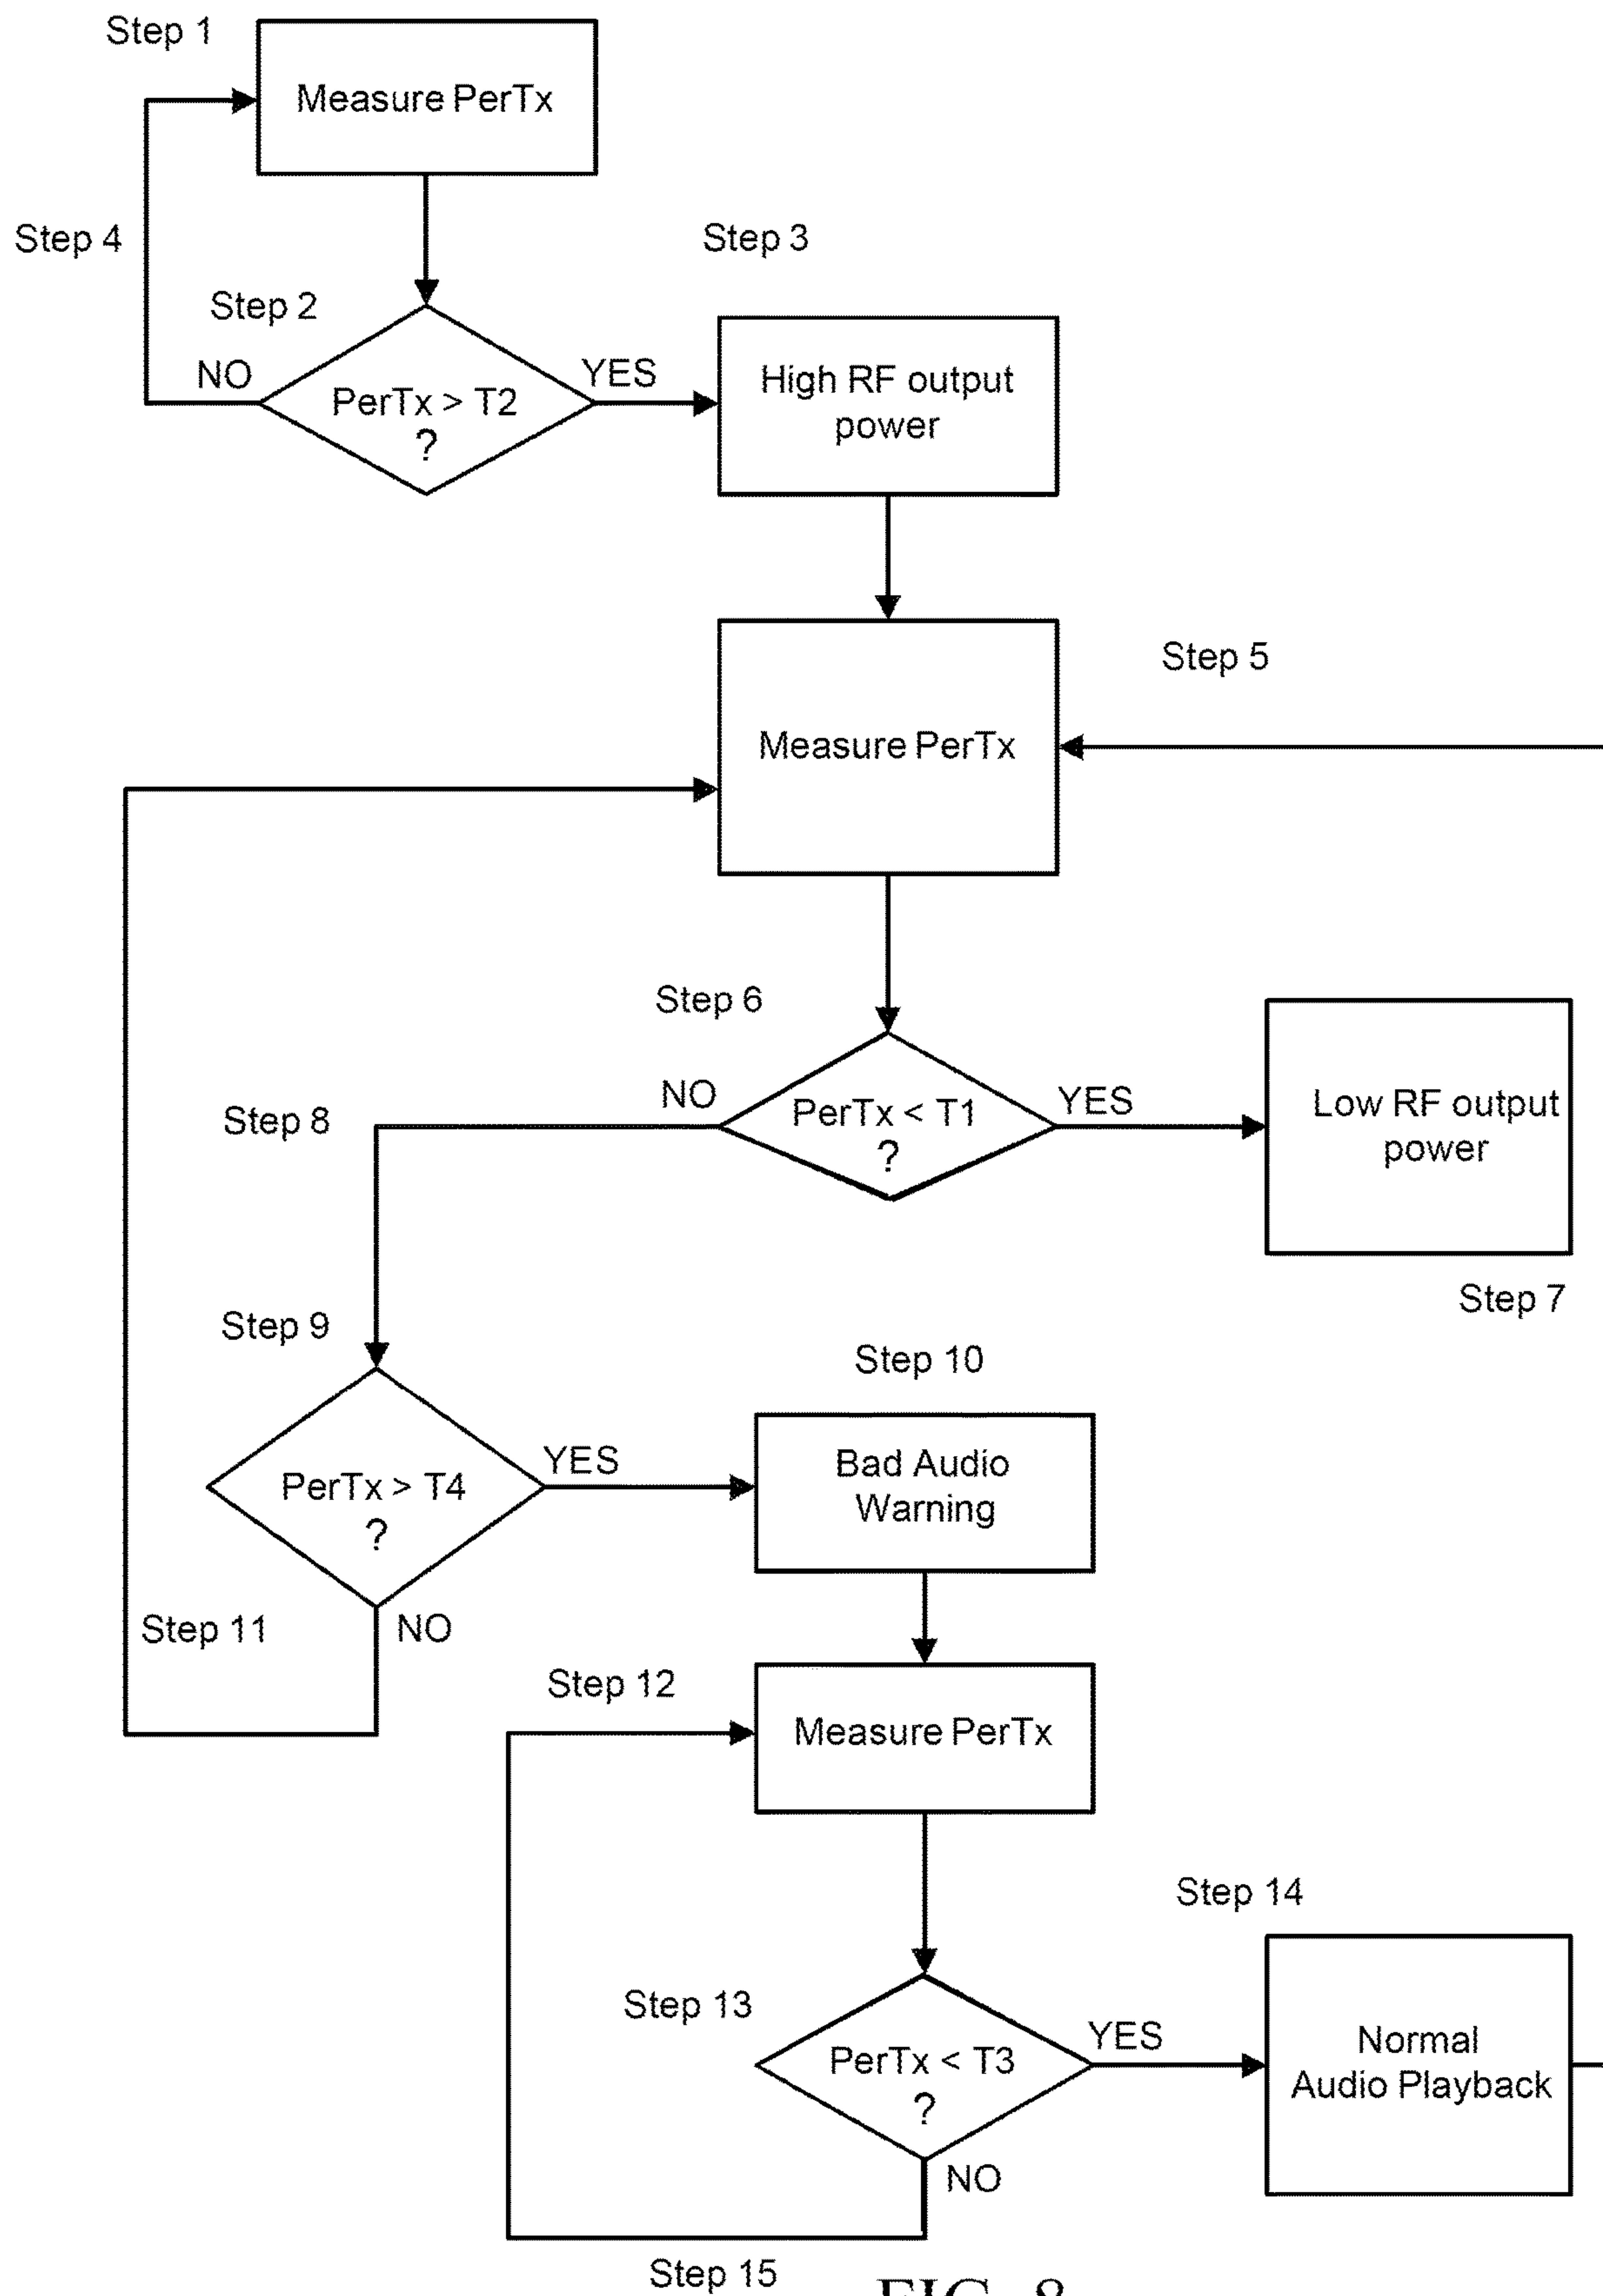 Step 1
Measure PerTx
Step 4
Step 3
Step 2
NO
YES
PerTx > T2
?
High RF output
power
Step 5
Measure PerTx
Step 6
NO
YES
PerTx < T1
?
Low RF output
power
Step 8
Step 7
Step 9
Step 10
YES
PerTx > T4
?
Bad Audio
Warning
Step 11
NO
Step 12
Measure PerTx
Step 14
Step 13
YES
PerTx < T3
?
Normal
Audio Playback
NO
Step 15
FIG. 8